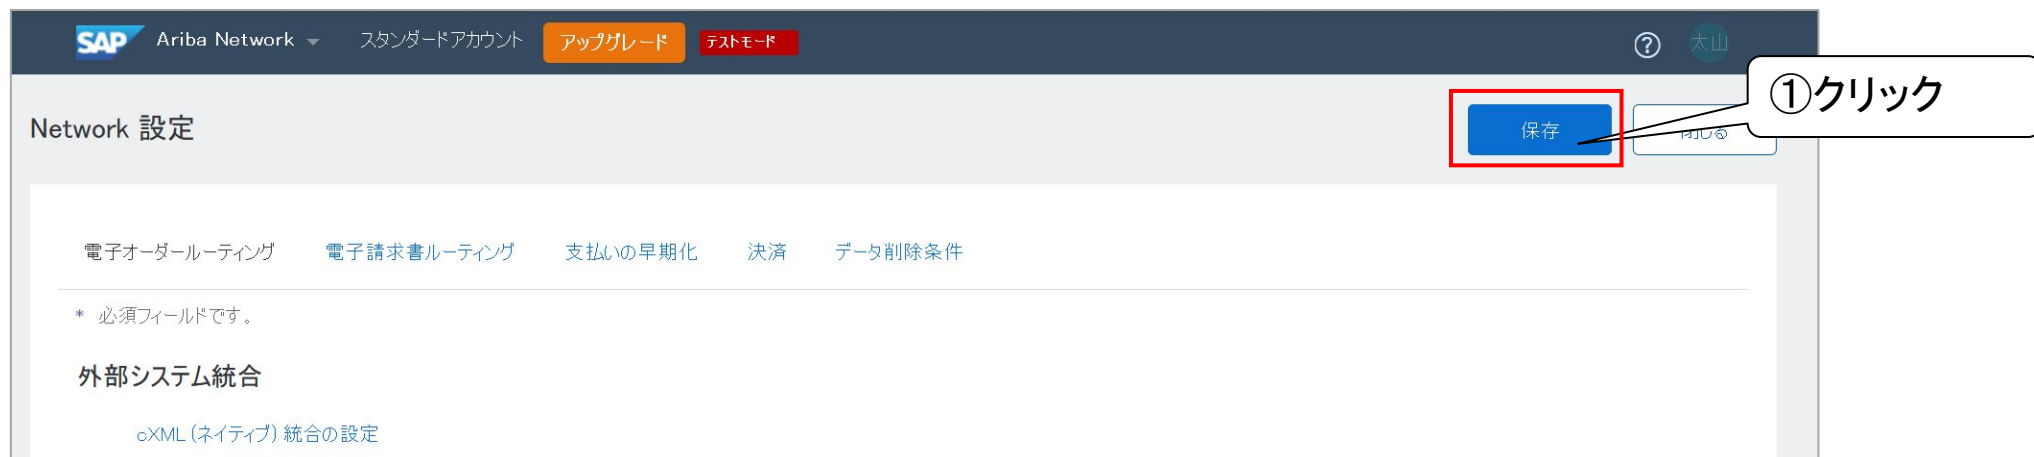 SAP Ariba Network スタンダードアカウント アップグレード テストモード ? 太山
①クリック
Network 設定 保存 閉じる
電子オーダールーティング 電子請求書ルーティング 支払いの早期化 決済 データ削除条件
* 必須フィールドです。
外部システム統合
cXML (ネイティブ) 統合の設定